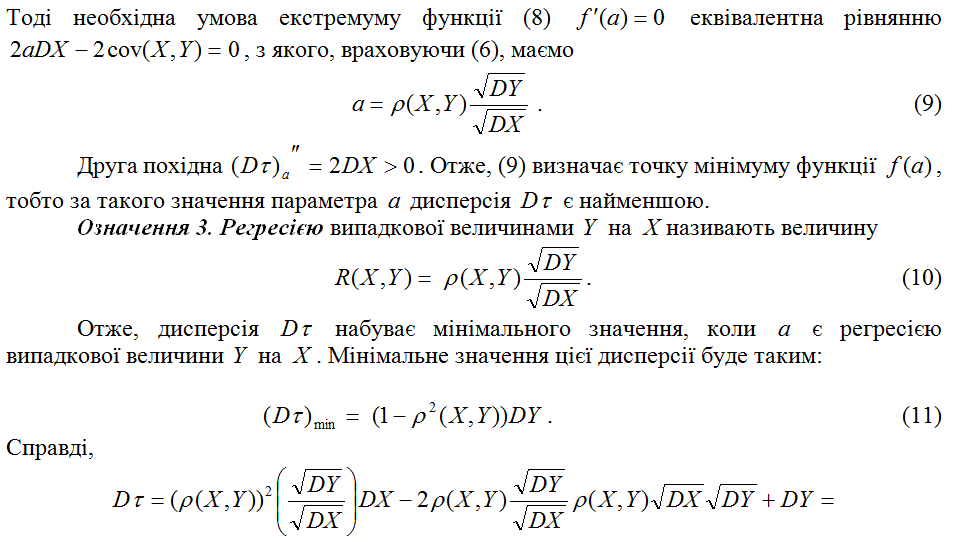 Тоді необхідна умова екстремуму функції (8) f′(a) = 0 еквівалентна рівнянню
2aDX − 2cov(X,Y) = 0, з якого, враховуючи (6), маємо
a = ρ(X,Y) √DY / √DX . (9)
Друга похідна (Dτ)ₐ″ = 2DX > 0. Отже, (9) визначає точку мінімуму функції f(a),
тобто за такого значення параметра a дисперсія Dτ є найменшою.
Означення 3. Регресією випадкової величинами Y на X називають величину
R(X,Y) = ρ(X,Y) √DY / √DX . (10)
Отже, дисперсія Dτ набуває мінімального значення, коли a є регресією
випадкової величини Y на X. Мінімальне значення цієї дисперсії буде таким:
(Dτ)min = (1 − ρ²(X,Y))DY . (11)
Справді,
Dτ = (ρ(X,Y))² (√DY / √DX) DX − 2ρ(X,Y) √DY / √DX ρ(X,Y)√DX √DY + DY =